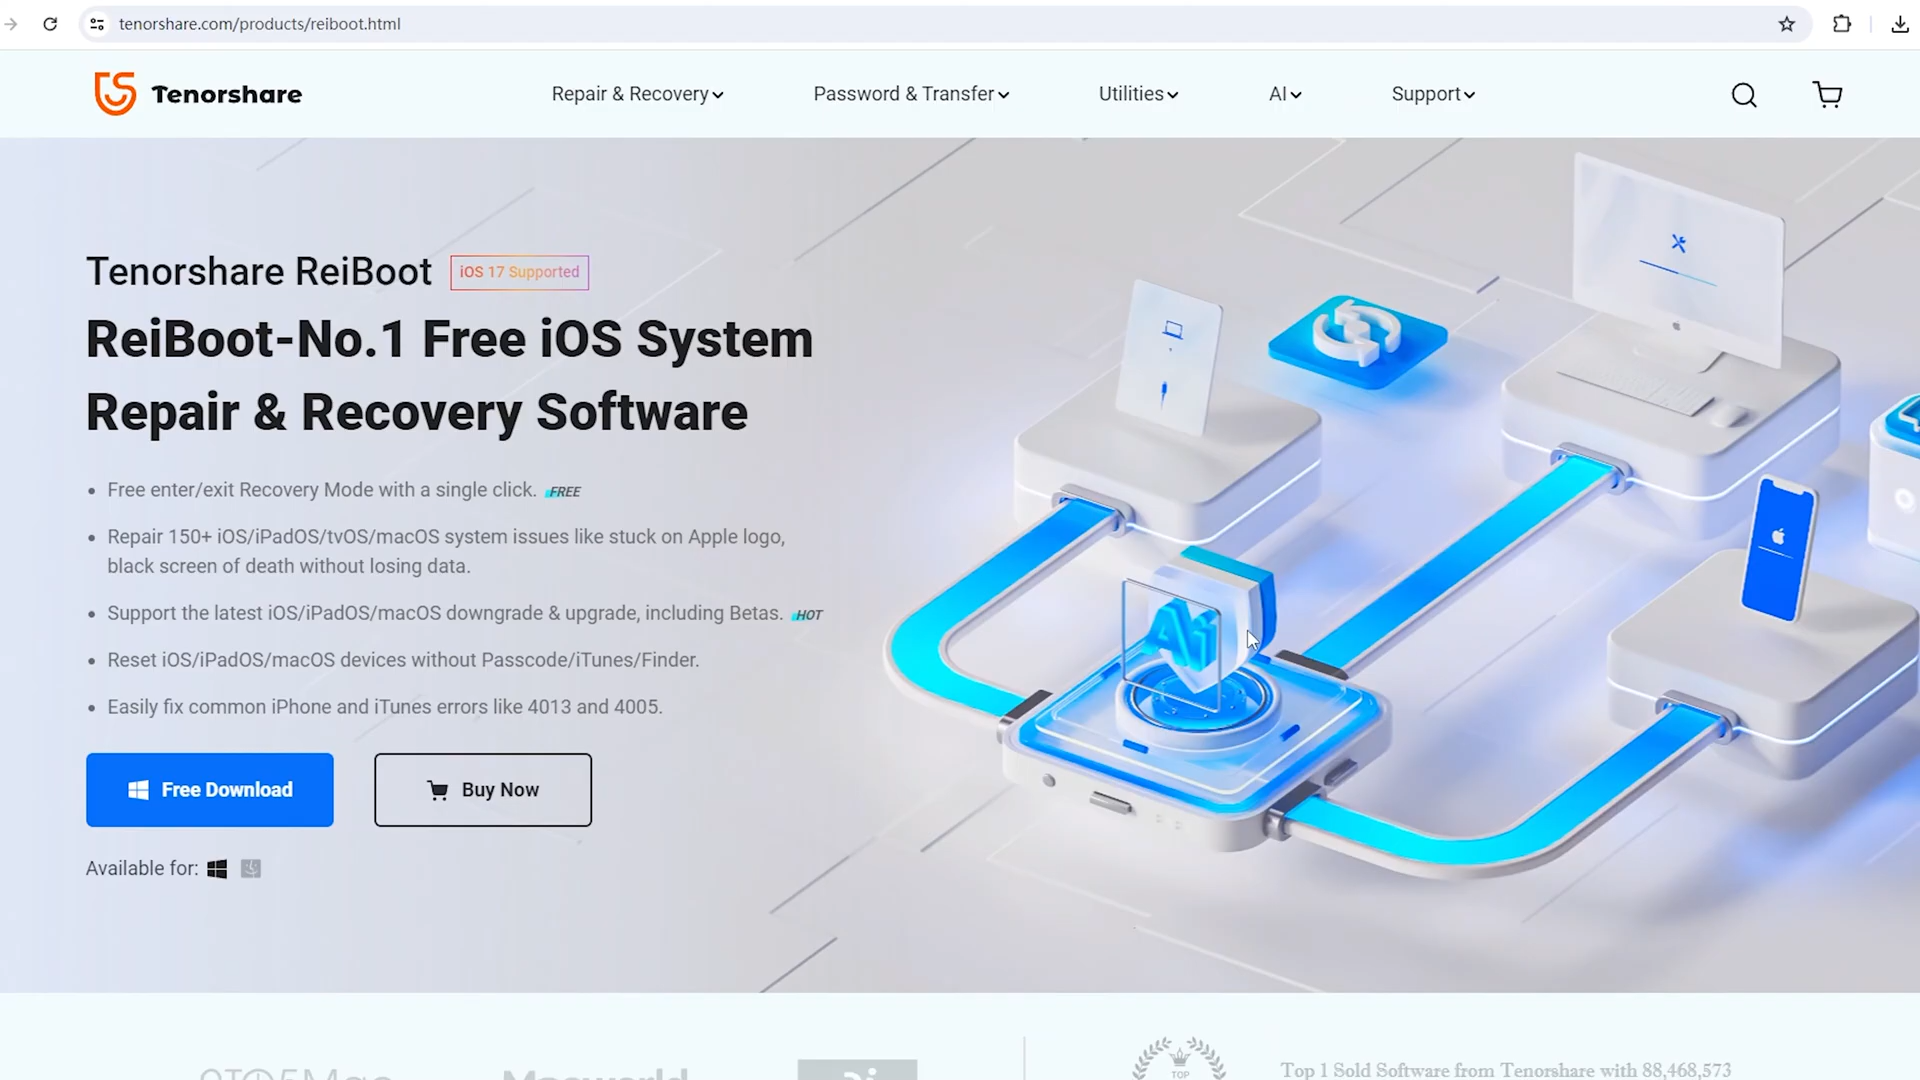 tenorshare.com/products/reiboot.html
Tenorshare
Repair & Recovery
Password & Transfer
Utilities
AI
Support
Tenorshare ReiBoot
iOS 17 Supported
ReiBoot-No.1 Free iOS System
Repair & Recovery Software
Free enter/exit Recovery Mode with a single click. FREE
Repair 150+ iOS/iPadOS/tvOS/macOS system issues like stuck on Apple logo,
black screen of death without losing data.
Support the latest iOS/iPadOS/macOS downgrade & upgrade, including Betas. HOT
Reset iOS/iPadOS/macOS devices without Passcode/iTunes/Finder.
Easily fix common iPhone and iTunes errors like 4013 and 4005.
Free Download
Buy Now
Available for:
Ai
9TO5Mac
Macworld
TOP
Top 1 Sold Software from Tenorshare with 88,468,573